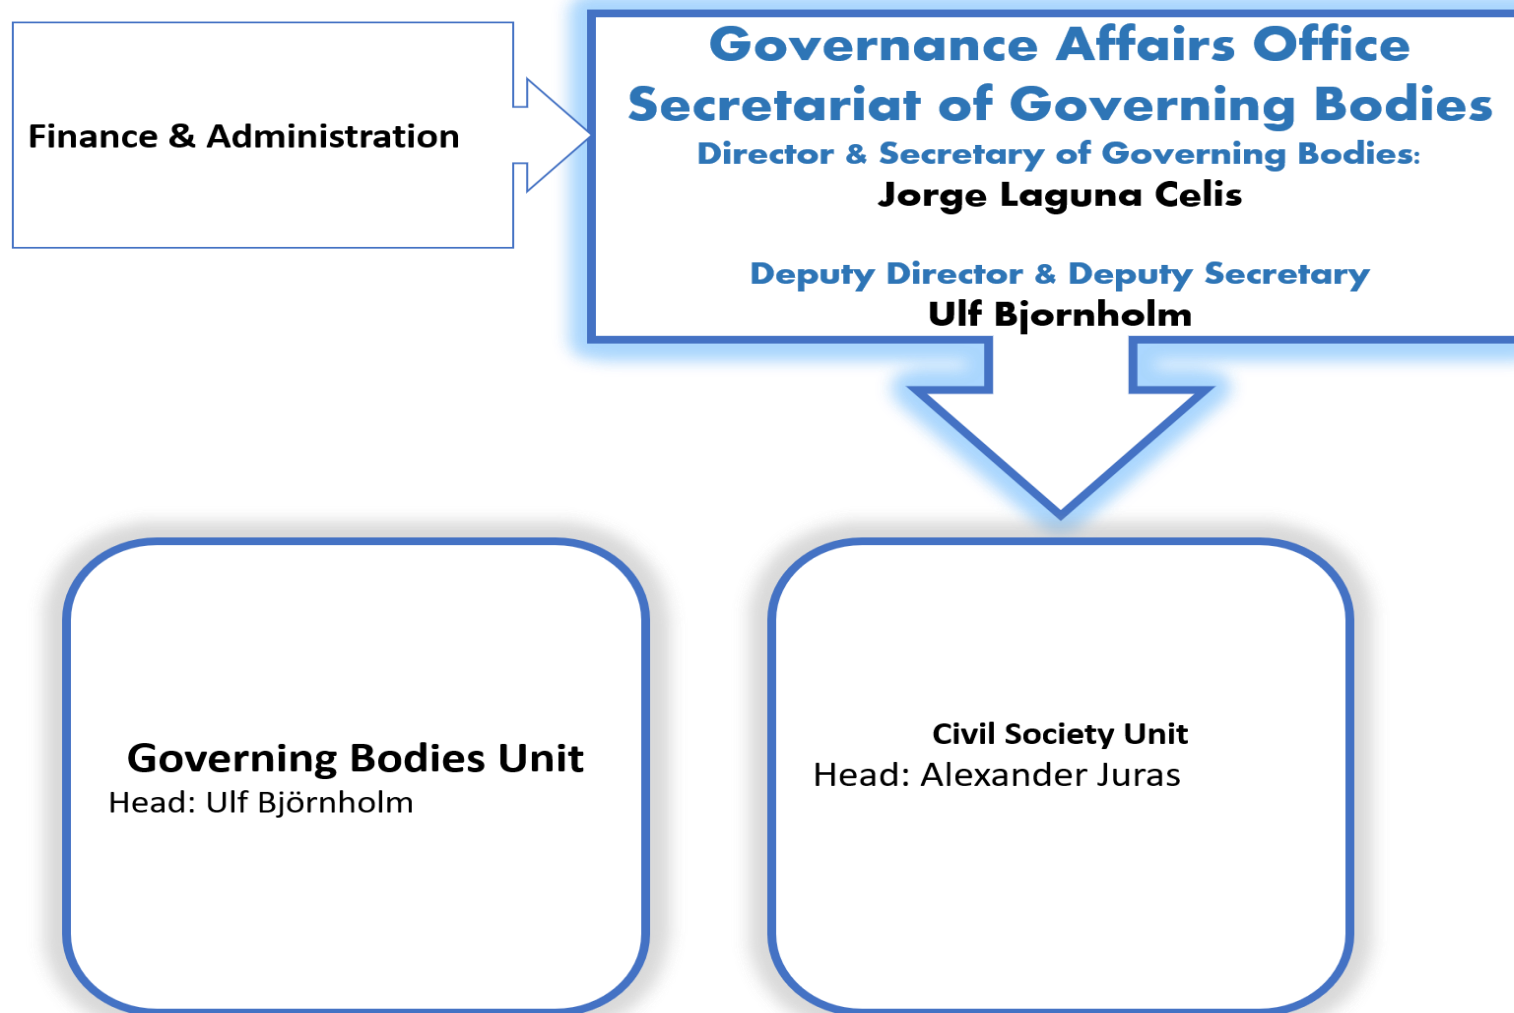 Finance & Administration
Governance Affairs Office
Secretariat of Governing Bodies
Director & Secretary of Governing Bodies:
Jorge Laguna Celis
Deputy Director & Deputy Secretary
Ulf Bjornholm
Governing Bodies Unit
Head: Ulf Björnholm
Civil Society Unit
Head: Alexander Juras